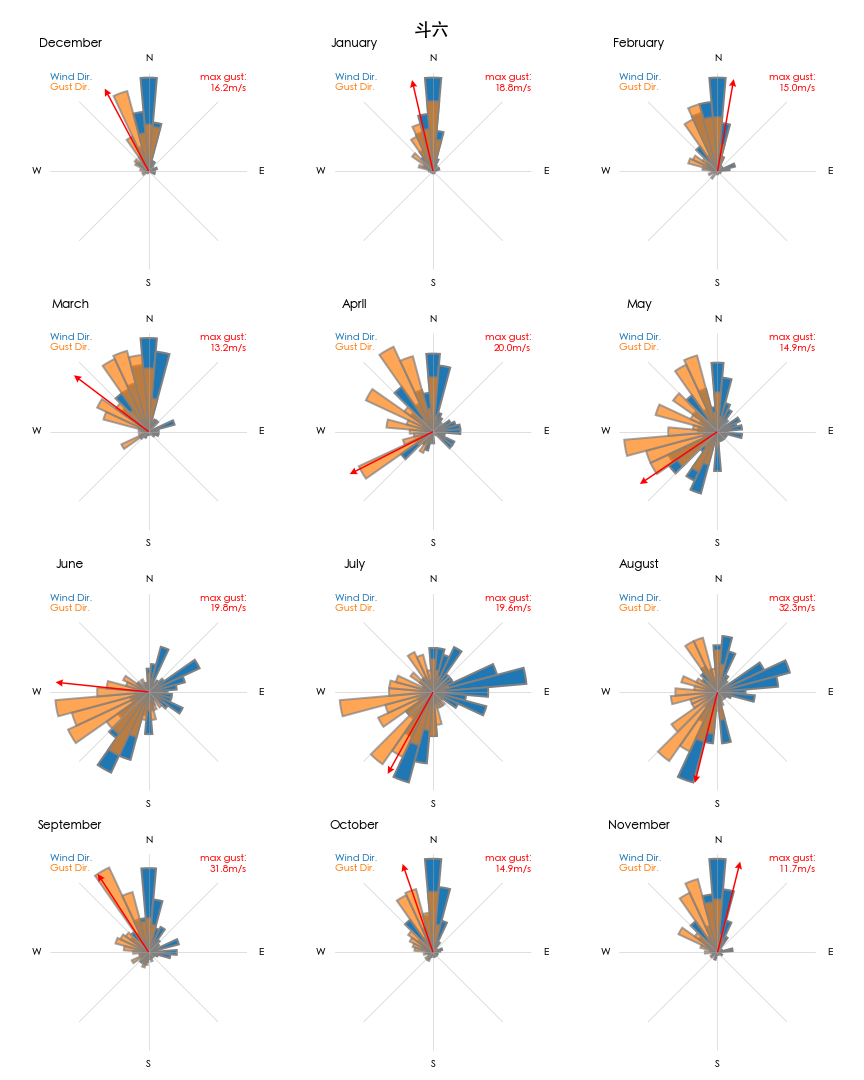 斗六
December
N
Wind Dir.
Gust Dir.
max gust:
16.2m/s
W
E
S
January
N
Wind Dir.
Gust Dir.
max gust:
18.8m/s
W
E
S
February
N
Wind Dir.
Gust Dir.
max gust:
15.0m/s
W
E
S
March
N
Wind Dir.
Gust Dir.
max gust:
13.2m/s
W
E
S
April
N
Wind Dir.
Gust Dir.
max gust:
20.0m/s
W
E
S
May
N
Wind Dir.
Gust Dir.
max gust:
14.9m/s
W
E
S
June
N
Wind Dir.
Gust Dir.
max gust:
19.8m/s
W
E
S
July
N
Wind Dir.
Gust Dir.
max gust:
19.6m/s
W
E
S
August
N
Wind Dir.
Gust Dir.
max gust:
32.3m/s
W
E
S
September
N
Wind Dir.
Gust Dir.
max gust:
31.8m/s
W
E
S
October
N
Wind Dir.
Gust Dir.
max gust:
14.9m/s
W
E
S
November
N
Wind Dir.
Gust Dir.
max gust:
11.7m/s
W
E
S